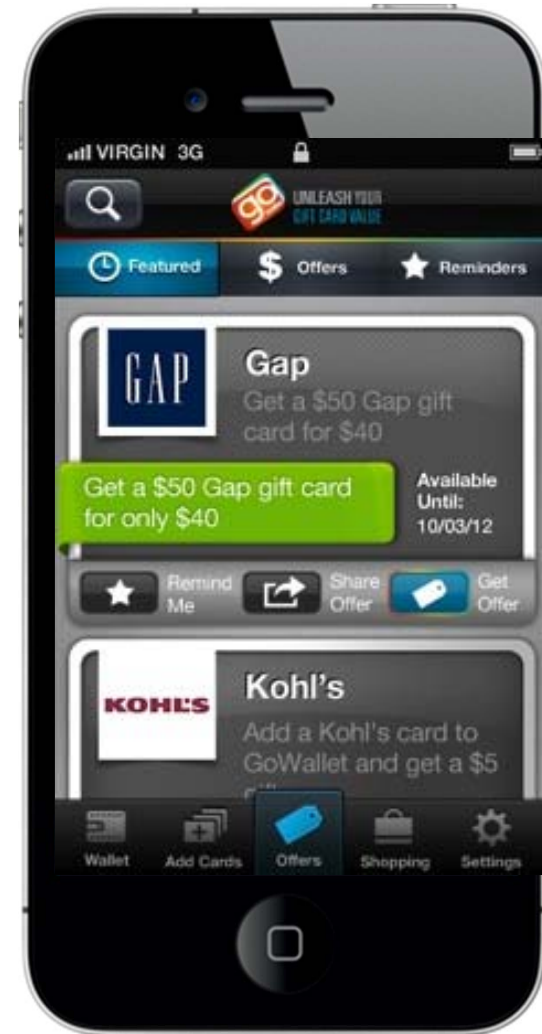 VIRGIN 3G
go
UNLEASH YOUR
GIFT CARD VALUE
Featured
Offers
Reminders
GAP
Gap
Get a $50 Gap gift
card for $40
Get a $50 Gap gift card
for only $40
Available
Until:
10/03/12
Remind
Me
Share
Offer
Get
Offer
KOHL'S
Kohl's
Add a Kohl's card to
GoWallet and get a $5
Wallet
Add Cards
Offers
Shopping
Settings